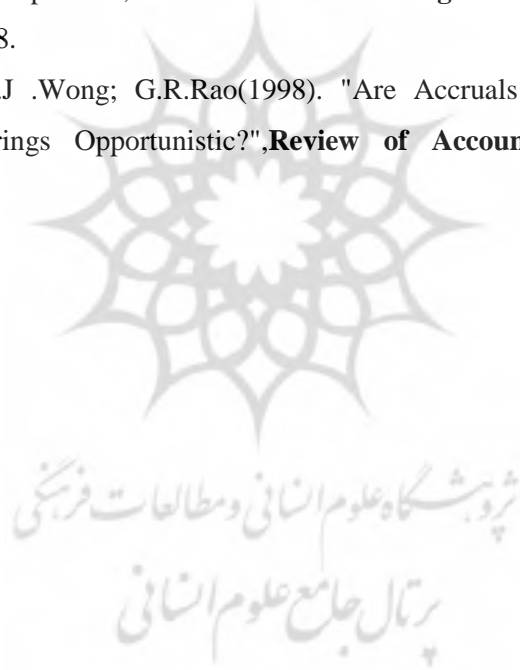 8.
J .Wong; G.R.Rao(1998). "Are Accruals
rings Opportunistic?",Review of Accoun
پژوهشگاه علوم انسانی و مطالعات فرهنگی
پرتال جامع علوم انسانی